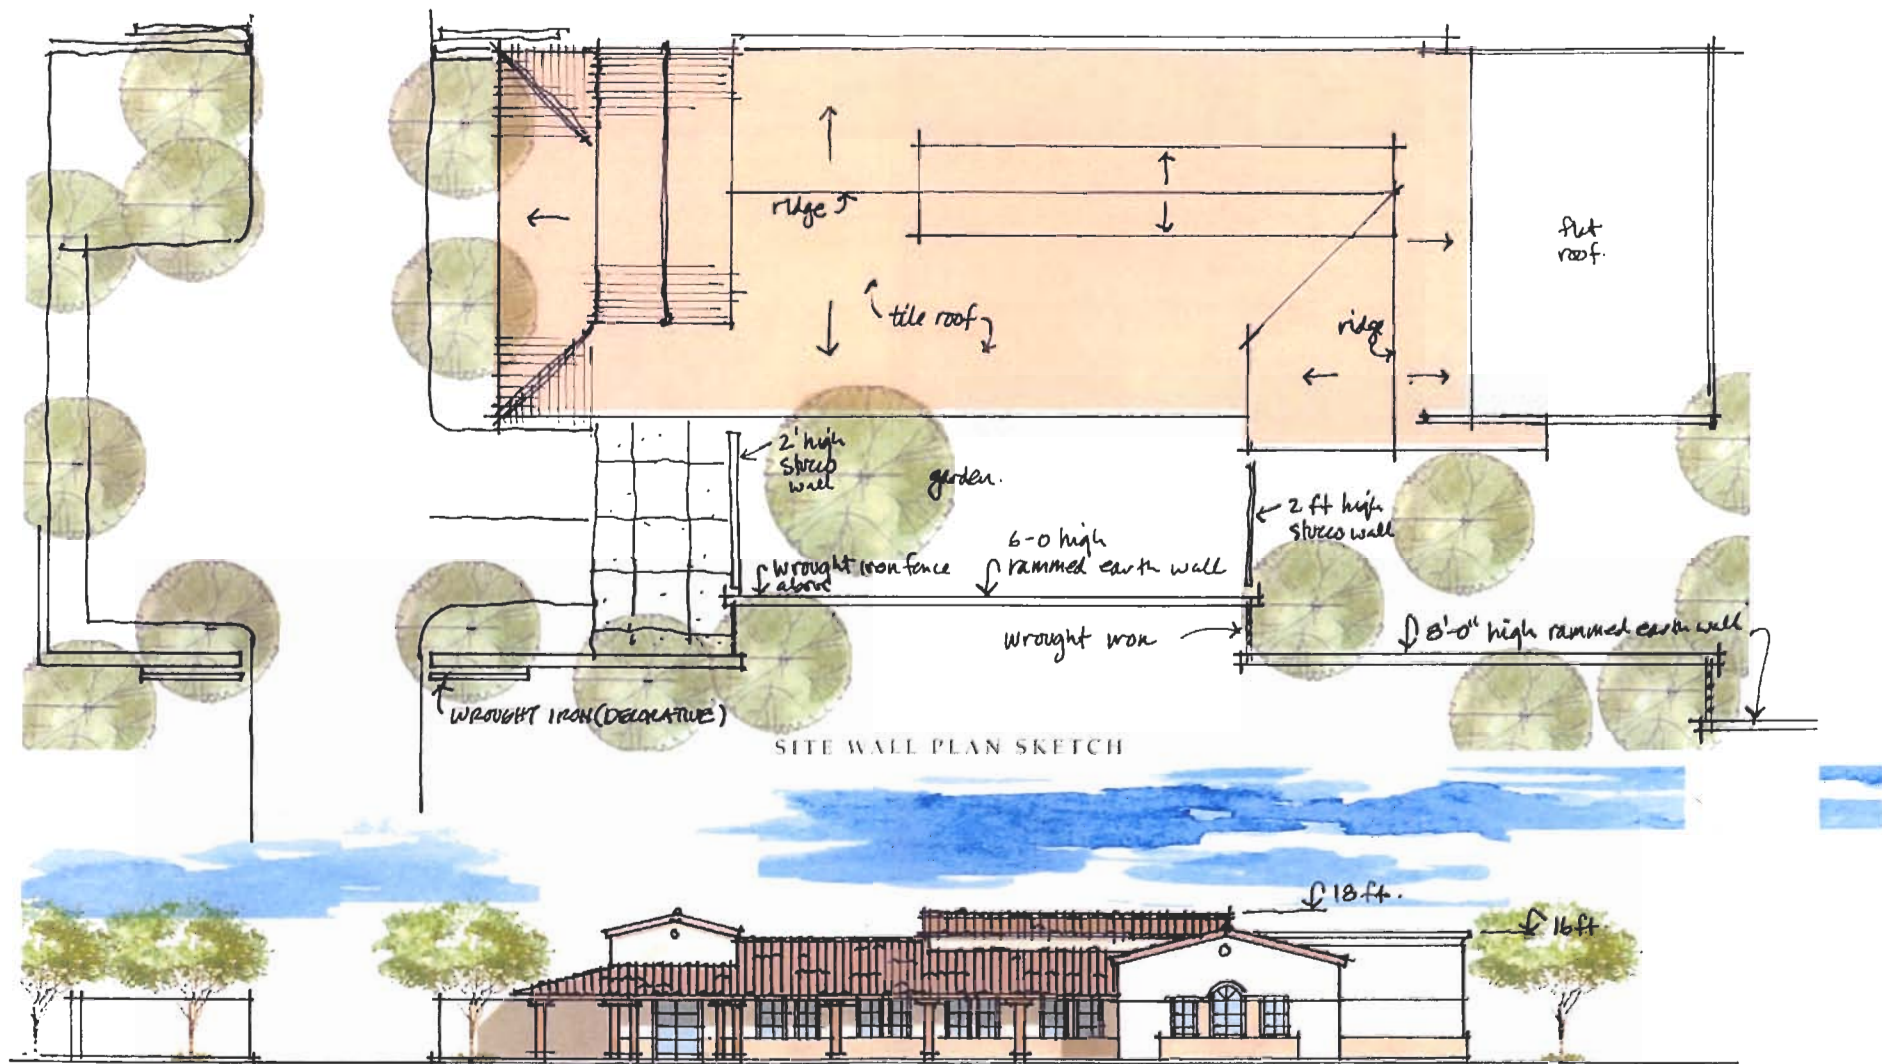 ridge
flat
roof.
tile roof
ridge
2' high
stucco
wall
garden.
2 ft high
stucco wall
6-0 high
rammed earth wall
wrought iron fence
above
wrought iron
8'-0" high rammed earth wall
WROUGHT IRON (DECORATIVE)
SITE WALL PLAN SKETCH
18 ft.
16 ft